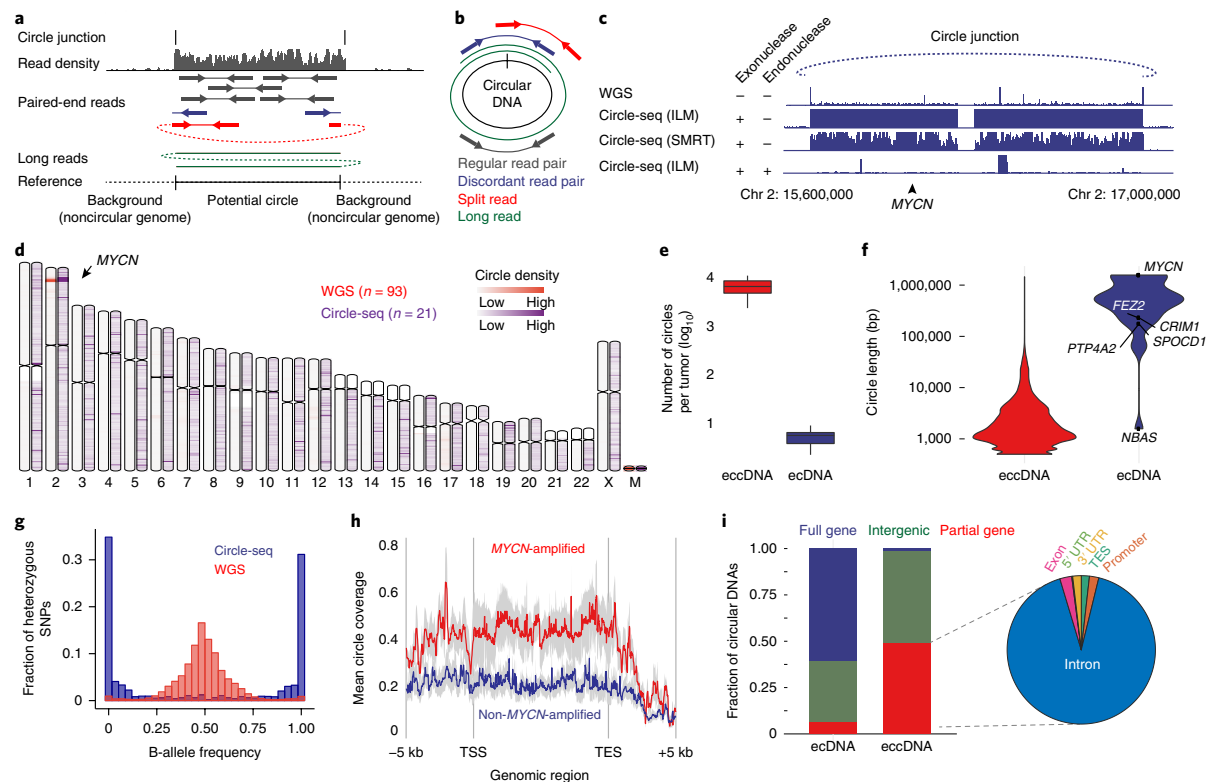 a
Circle junction
Read density
Paired-end reads
Long reads
Reference
Background
(noncircular genome)
Potential circle
Background
(noncircular genome)
b
Circular
DNA
Regular read pair
Discordant read pair
Split read
Long read
c
Exonuclease
Endonuclease
Circle junction
WGS
– –
Circle-seq (ILM)
+ –
Circle-seq (SMRT)
+ –
Circle-seq (ILM)
+ +
Chr 2: 15,600,000
MYCN
Chr 2: 17,000,000
d
MYCN
WGS (n = 93)
Circle-seq (n = 21)
Circle density
Low High
Low High
1 2 3 4 5 6 7 8 9 10 11 12 13 14 15 16 17 18 19 20 21 22 X M
e
Number of circles
per tumor (log10)
4
3
2
1
eccDNA
ecDNA
f
Circle length (bp)
1,000,000
100,000
10,000
1,000
MYCN
FEZ2
CRIM1
SPOCD1
PTP4A2
NBAS
eccDNA
ecDNA
g
Fraction of heterozygous
SNPs
0.3
0.2
0.1
0
Circle-seq
WGS
0 0.25 0.50 0.75 1.00
B-allele frequency
h
Mean circle coverage
0.8
0.6
0.4
0.2
0.2
MYCN-amplified
Non-MYCN-amplified
–5 kb TSS TES +5 kb
Genomic region
i
Full gene Intergenic Partial gene
Fraction of circular DNAs
1.00
0.75
0.50
0.25
0
ecDNA eccDNA
Exon
5′ UTR
3′ UTR
TES
Promoter
Intron